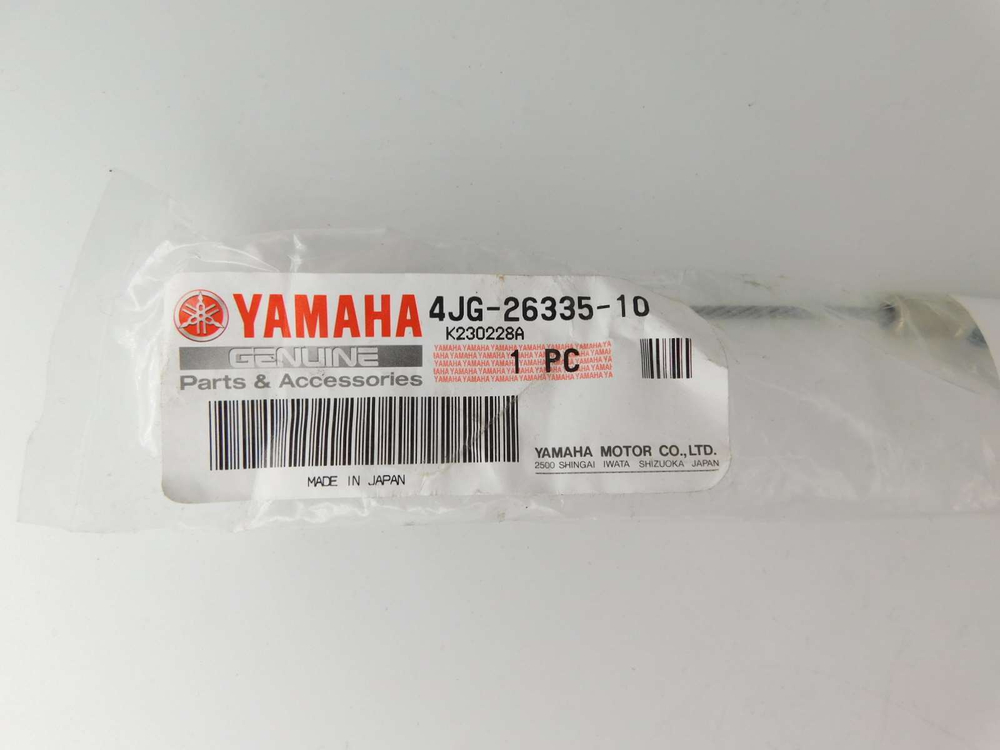 YAMAHA 4JG-26335-10
K230228A
GENUINE
Parts & Accessories
1 PC
MADE IN JAPAN
YAMAHA MOTOR CO.,LTD.
2500 SHINGAI IWATA SHIZUOKA JAPAN